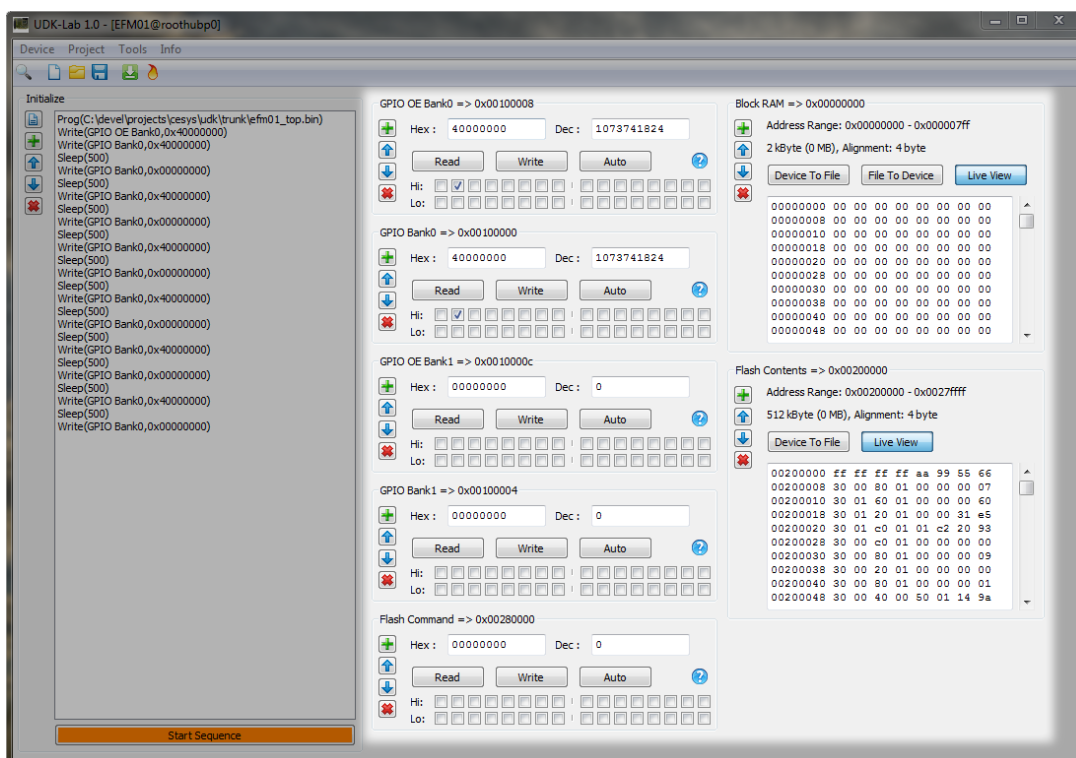 UDK-Lab 1.0 - [EFM01@roothubp0]
Device Project Tools Info
Initialize
Prog(C:\devel\projects\cesys\udk\trunk\efm01_top.bin)
Write(GPIO OE Bank0,0x40000000)
Write(GPIO Bank0,0x40000000)
Sleep(500)
Write(GPIO Bank0,0x00000000)
Sleep(500)
Write(GPIO Bank0,0x40000000)
Sleep(500)
Write(GPIO Bank0,0x00000000)
Sleep(500)
Write(GPIO Bank0,0x40000000)
Sleep(500)
Write(GPIO Bank0,0x00000000)
Sleep(500)
Write(GPIO Bank0,0x40000000)
Sleep(500)
Write(GPIO Bank0,0x00000000)
Sleep(500)
Write(GPIO Bank0,0x40000000)
Sleep(500)
Write(GPIO Bank0,0x00000000)
Sleep(500)
Write(GPIO Bank0,0x40000000)
Sleep(500)
Write(GPIO Bank0,0x00000000)
Start Sequence
GPIO OE Bank0 => 0x00100008
Hex : 40000000 Dec : 1073741824
Read Write Auto
Hi:
Lo:
GPIO Bank0 => 0x00100000
Hex : 40000000 Dec : 1073741824
Read Write Auto
Hi:
Lo:
GPIO OE Bank1 => 0x0010000c
Hex : 00000000 Dec : 0
Read Write Auto
Hi:
Lo:
GPIO Bank1 => 0x00100004
Hex : 00000000 Dec : 0
Read Write Auto
Hi:
Lo:
Flash Command => 0x00280000
Hex : 00000000 Dec : 0
Read Write Auto
Hi:
Lo:
Block RAM => 0x00000000
Address Range: 0x00000000 - 0x000007ff
2 kByte (0 MB), Alignment: 4 byte
Device To File File To Device Live View
00000000 00 00 00 00 00 00 00 00
00000008 00 00 00 00 00 00 00 00
00000010 00 00 00 00 00 00 00 00
00000018 00 00 00 00 00 00 00 00
00000020 00 00 00 00 00 00 00 00
00000028 00 00 00 00 00 00 00 00
00000030 00 00 00 00 00 00 00 00
00000038 00 00 00 00 00 00 00 00
00000040 00 00 00 00 00 00 00 00
00000048 00 00 00 00 00 00 00 00
Flash Contents => 0x00200000
Address Range: 0x00200000 - 0x0027ffff
512 kByte (0 MB), Alignment: 4 byte
Device To File Live View
00200000 ff ff ff ff aa 99 55 66
00200008 30 00 80 01 00 00 00 07
00200010 30 01 60 01 00 00 00 60
00200018 30 01 20 01 00 00 31 e5
00200020 30 01 c0 01 01 c2 20 93
00200028 30 00 c0 01 00 00 00 00
00200030 30 00 80 01 00 00 00 09
00200038 30 00 20 01 00 00 00 00
00200040 30 00 80 01 00 00 00 01
00200048 30 00 40 00 50 01 14 9a